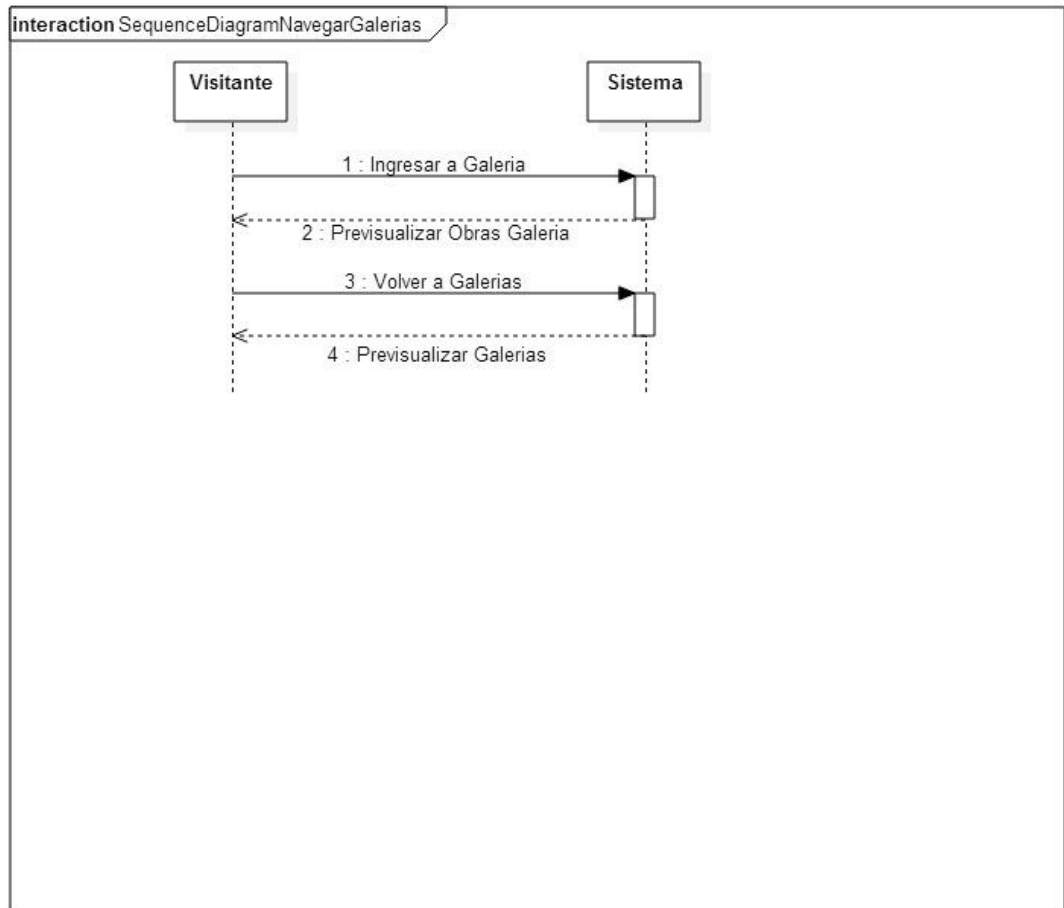 interaction SequenceDiagramNavegarGalerias
Visitante
Sistema
1 : Ingresar a Galeria
2 : Previsualizar Obras Galeria
3 : Volver a Galerias
4 : Previsualizar Galerias